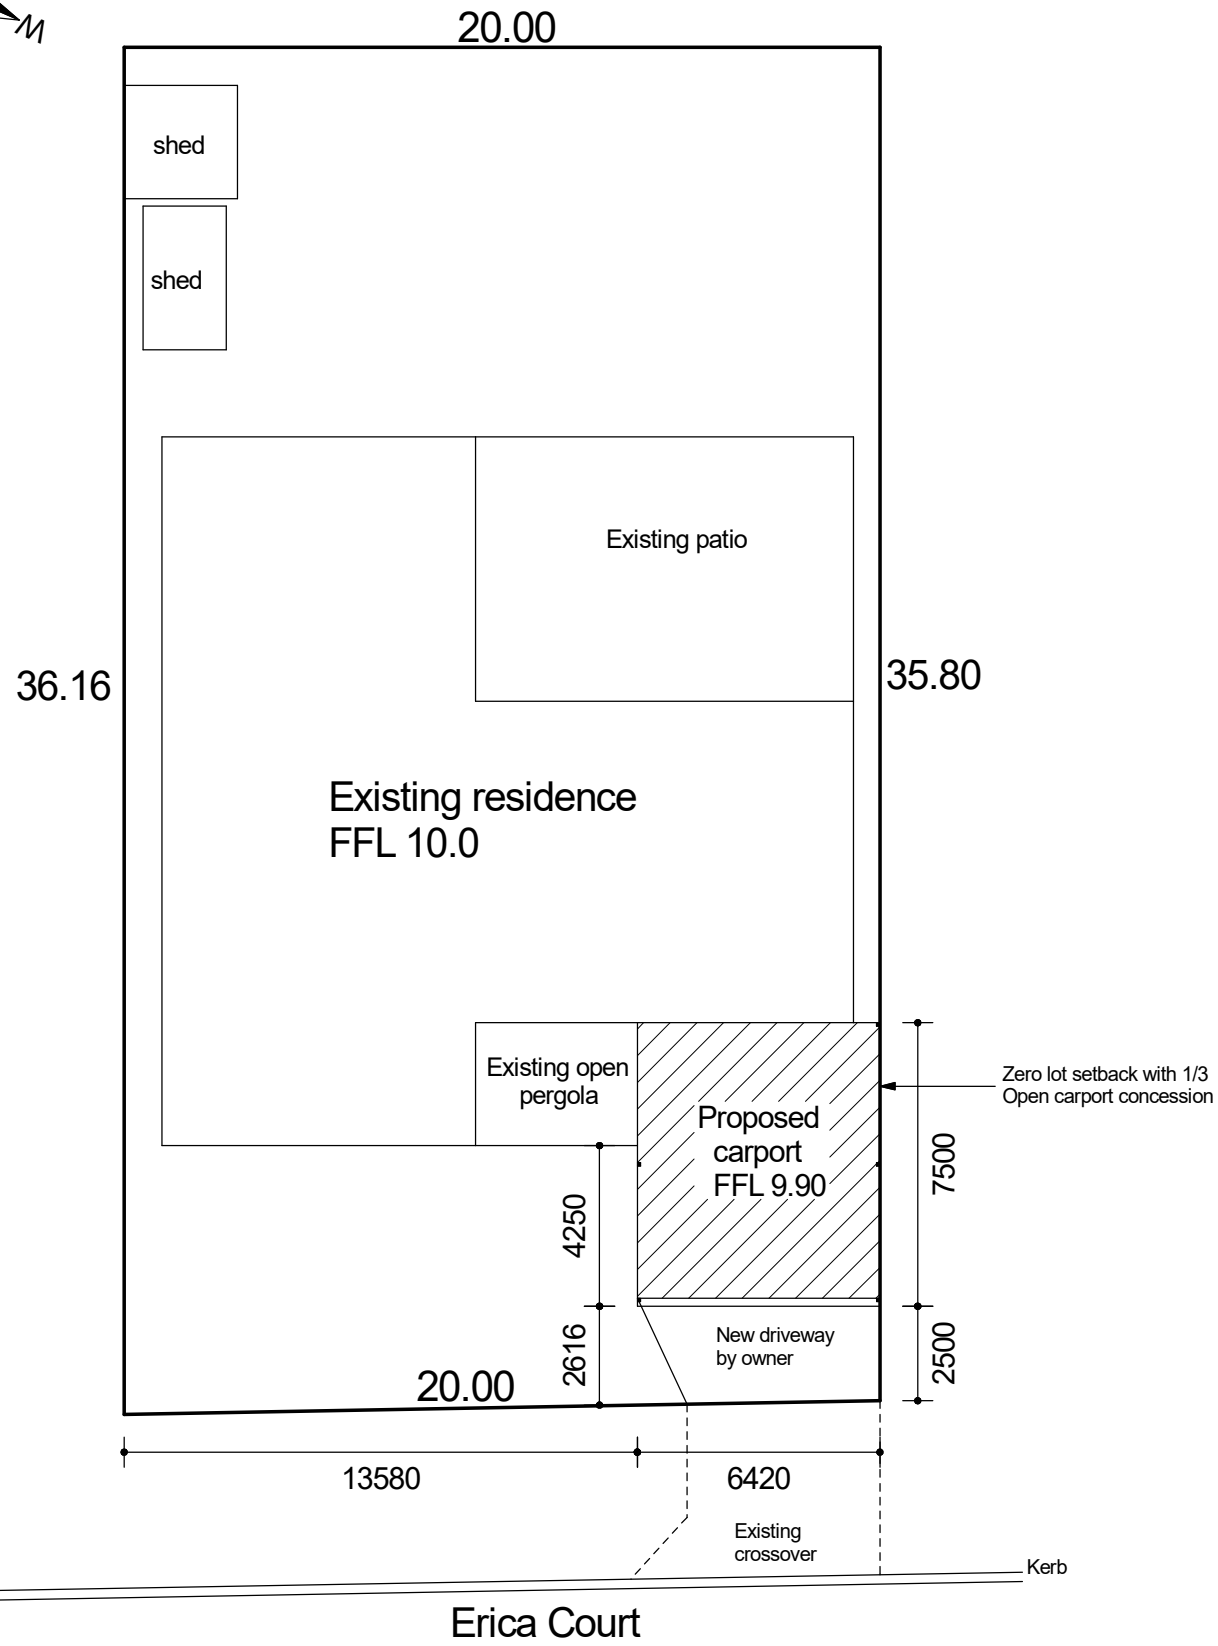 W
20.00
shed
shed
Existing patio
36.16
35.80
Existing residence
FFL 10.0
Existing open
pergola
Proposed
carport
FFL 9.90
Zero lot setback with 1/3
Open carport concession
7500
4250
2616
New driveway
by owner
2500
20.00
13580
6420
Existing
crossover
Kerb
Erica Court